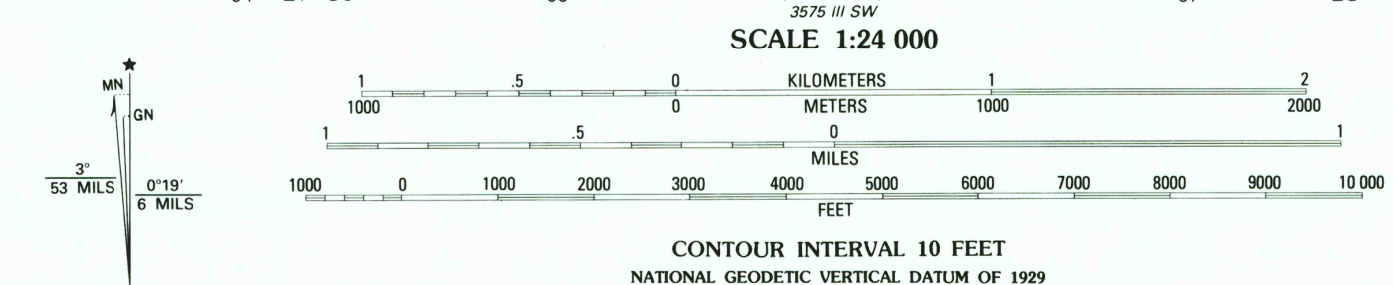 3575 III SW
SCALE 1:24 000
1 .5 0 KILOMETERS 1 2
1000 0 METERS 1000 2000
1 .5 0 1
MILES
1000 0 1000 2000 3000 4000 5000 6000 7000 8000 9000 10 000
FEET
CONTOUR INTERVAL 10 FEET
NATIONAL GEODETIC VERTICAL DATUM OF 1929
★
MN
GN
3°
53 MILS
0°19′
6 MILS